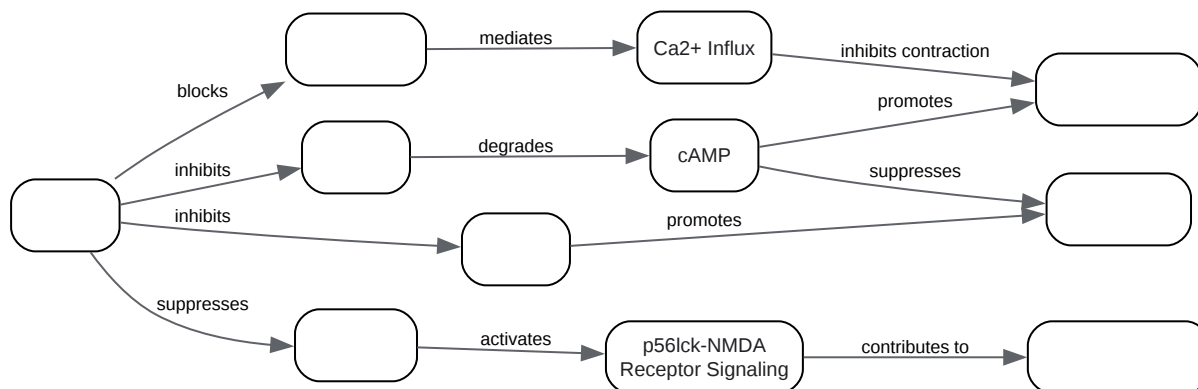 mediates
Ca2+ Influx
inhibits contraction
blocks
promotes
degrades
cAMP
inhibits
suppresses
inhibits
promotes
suppresses
activates
p56lck-NMDA
Receptor Signaling
contributes to